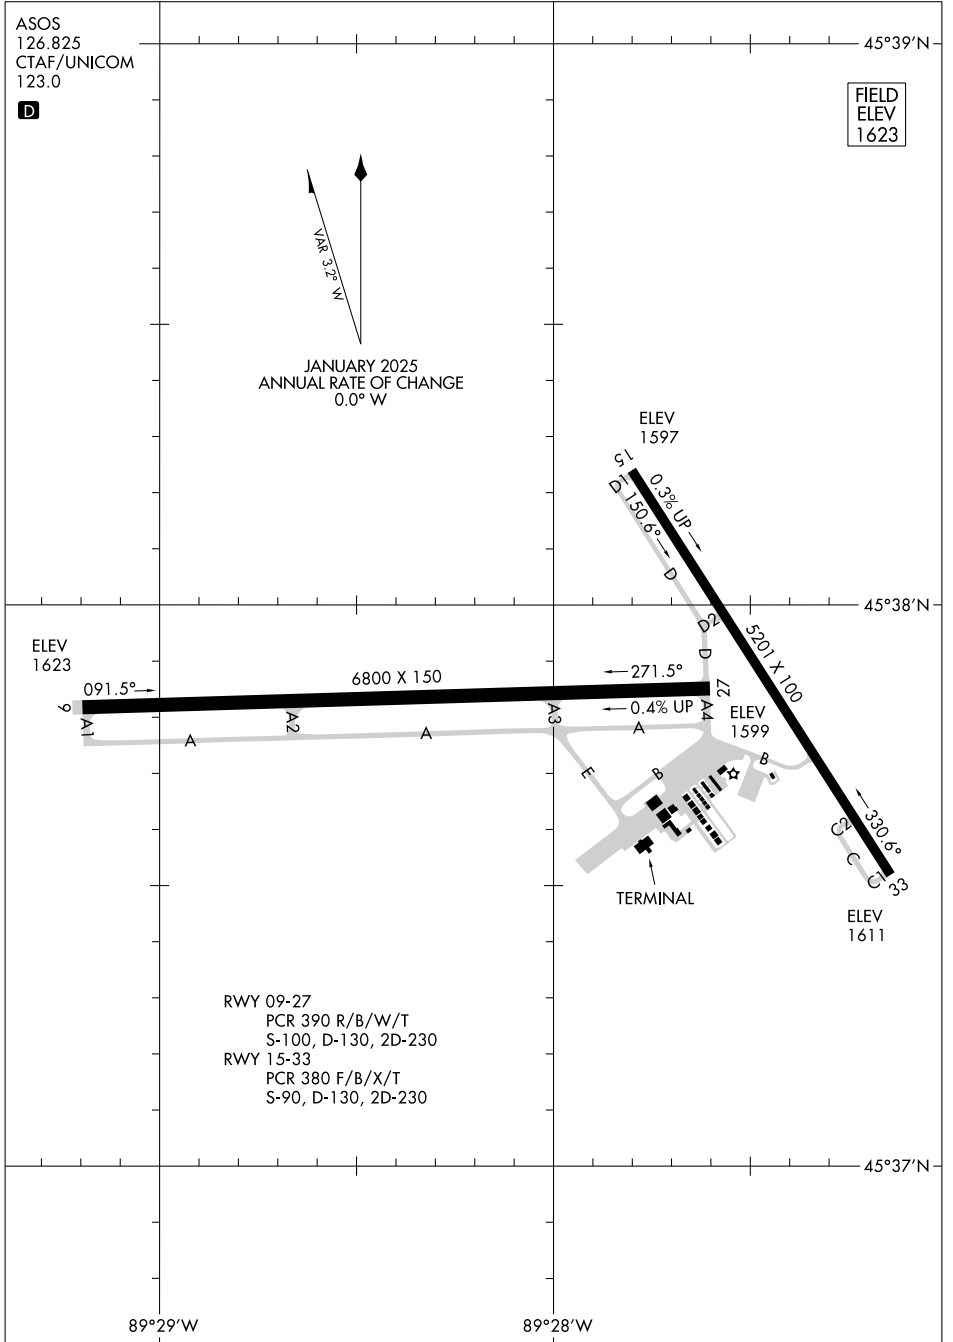 ASOS
126.825
CTAF/UNICOM
123.0
D
45°39'N
FIELD
ELEV
1623
VAR 3.2° W
JANUARY 2025
ANNUAL RATE OF CHANGE
0.0° W
ELEV
1597
15
D1
0.3% UP
150.6°
D
45°38'N
D2
D
5201 X 100
ELEV
1623
091.5°
6800 X 150
271.5°
9
27
0.4% UP
A1
A2
A3
A4
ELEV
1599
A
A
A
B
B
E
330.6°
C2
C
C1
33
TERMINAL
ELEV
1611
RWY 09-27
PCR 390 R/B/W/T
S-100, D-130, 2D-230
RWY 15-33
PCR 380 F/B/X/T
S-90, D-130, 2D-230
45°37'N
89°29'W
89°28'W